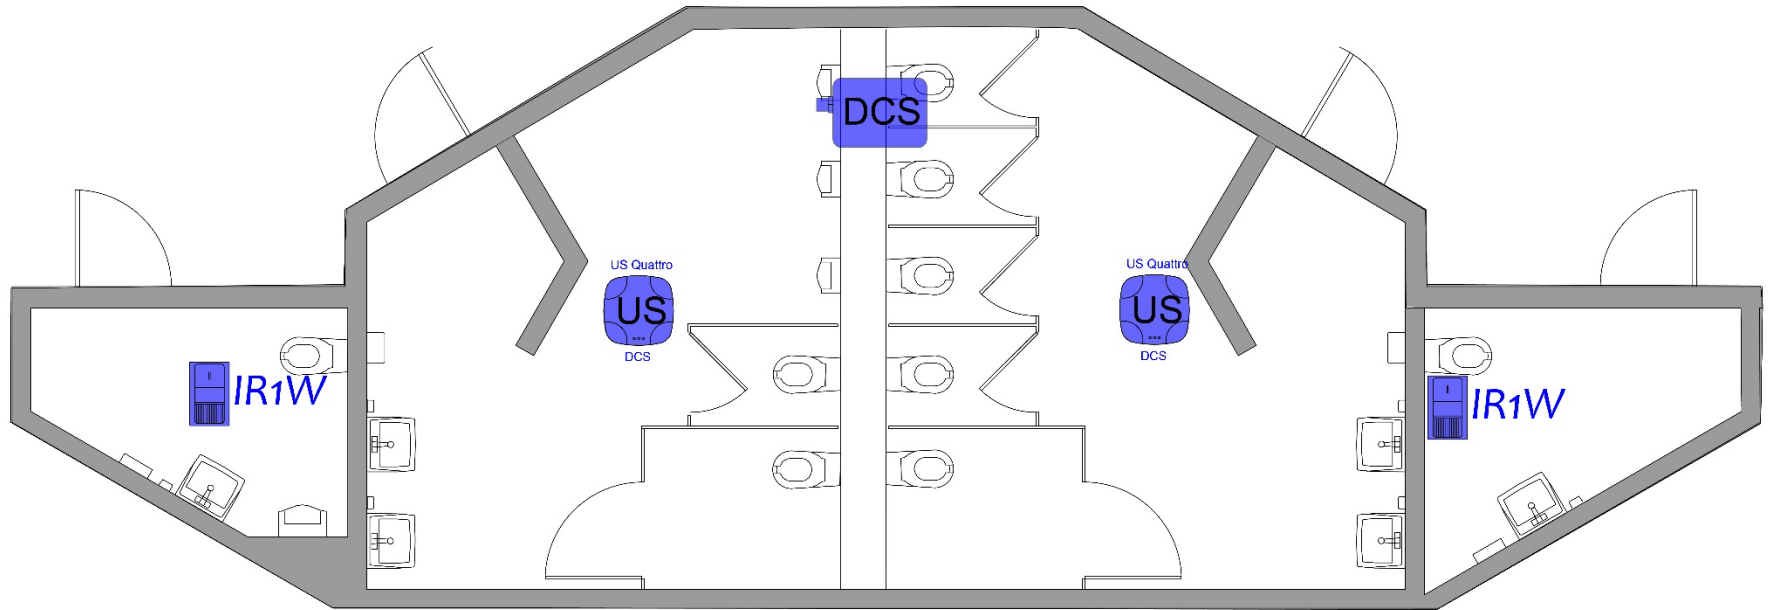 DCS
US Quattro
US
DCS
US Quattro
US
DCS
IR1W
IR1W